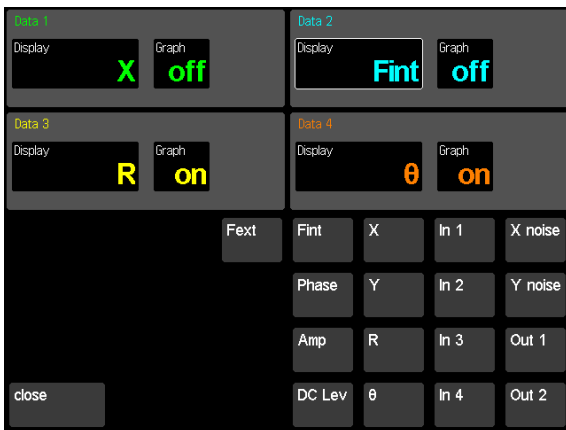 Data 1
Display
Graph
X
off
Data 2
Display
Graph
Fint
off
Data 3
Display
Graph
R
on
Data 4
Display
Graph
θ
on
Fext
Fint
X
In 1
X noise
Phase
Y
In 2
Y noise
Amp
R
In 3
Out 1
close
DC Lev
θ
In 4
Out 2